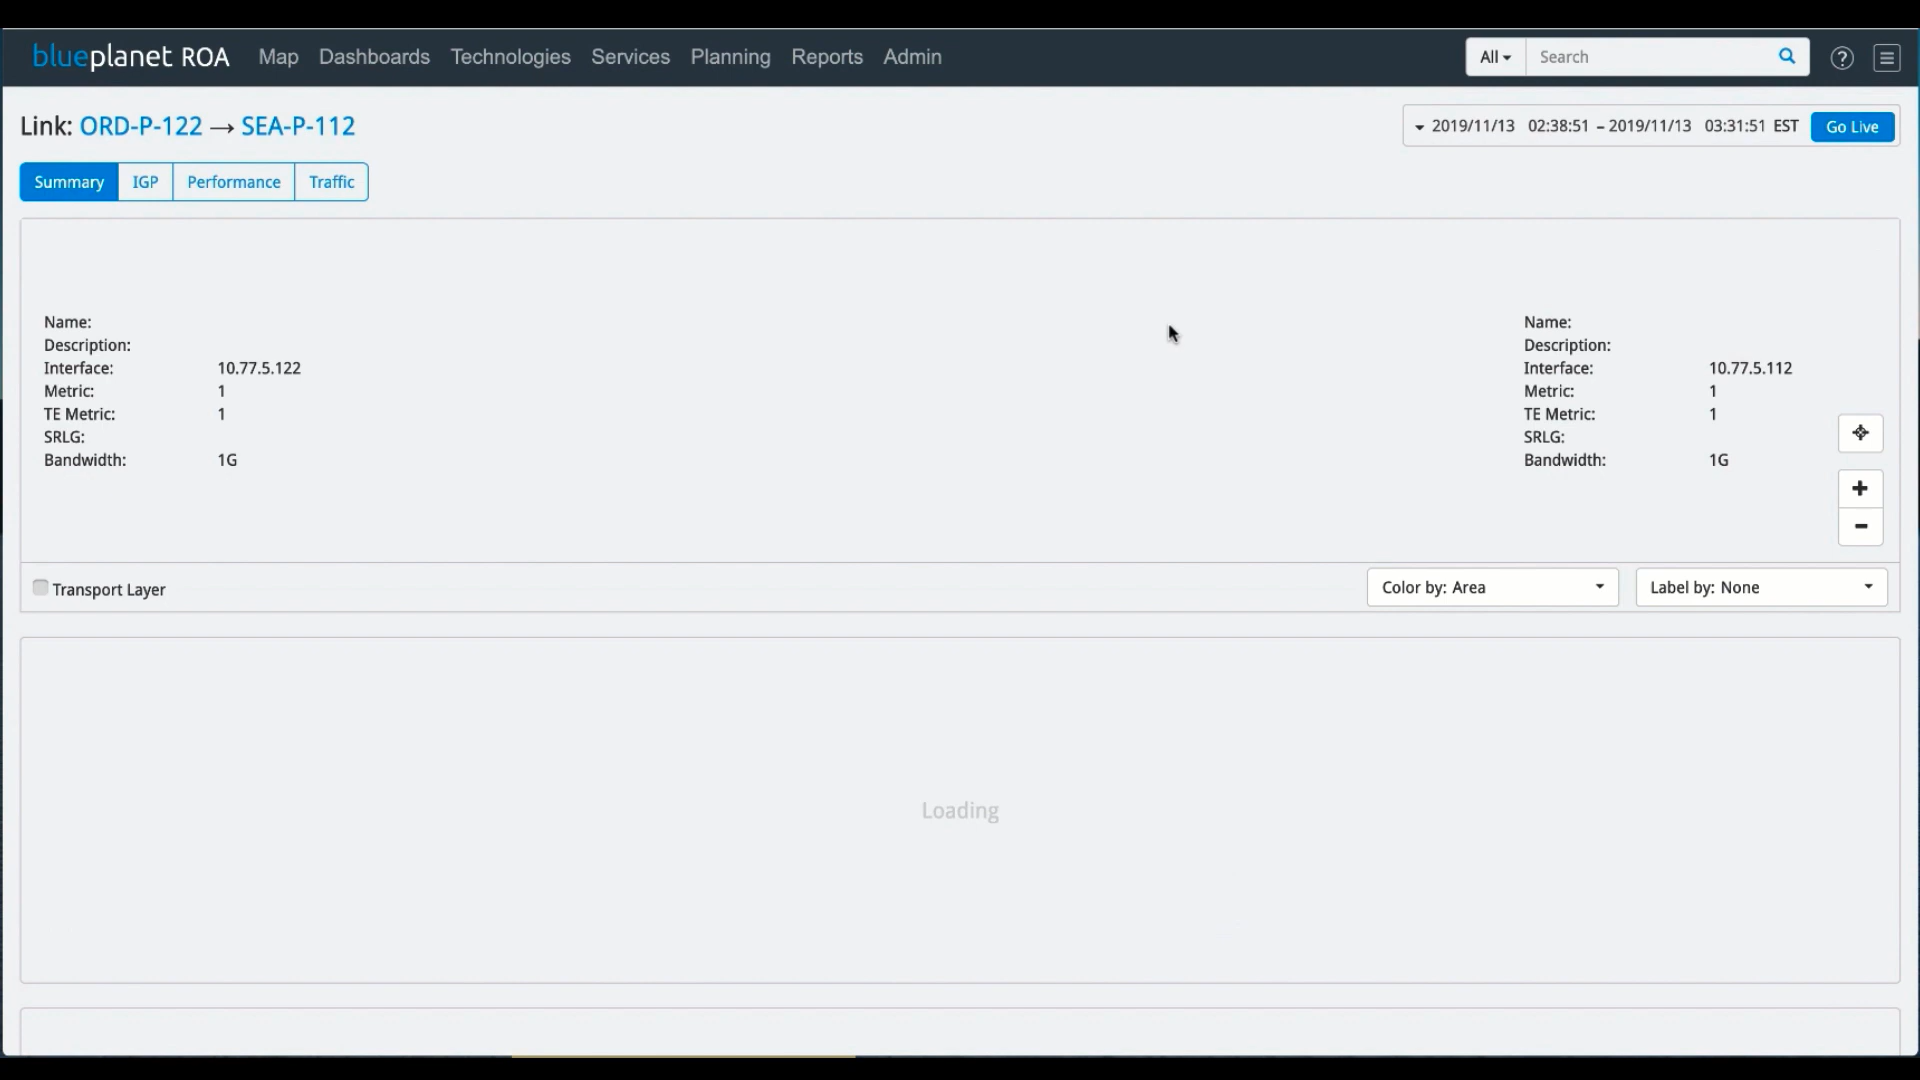 blueplanet ROA Map Dashboards Technologies Services Planning Reports Admin All Search ?
Link: ORD-P-122 → SEA-P-112 2019/11/13 02:38:51 – 2019/11/13 03:31:51 EST Go Live
Summary IGP Performance Traffic
Name: Name:
Description: Description:
Interface: 10.77.5.122 Interface: 10.77.5.112
Metric: 1 Metric: 1
TE Metric: 1 TE Metric: 1
SRLG: SRLG:
Bandwidth: 1G Bandwidth: 1G
Transport Layer Color by: Area Label by: None
Loading